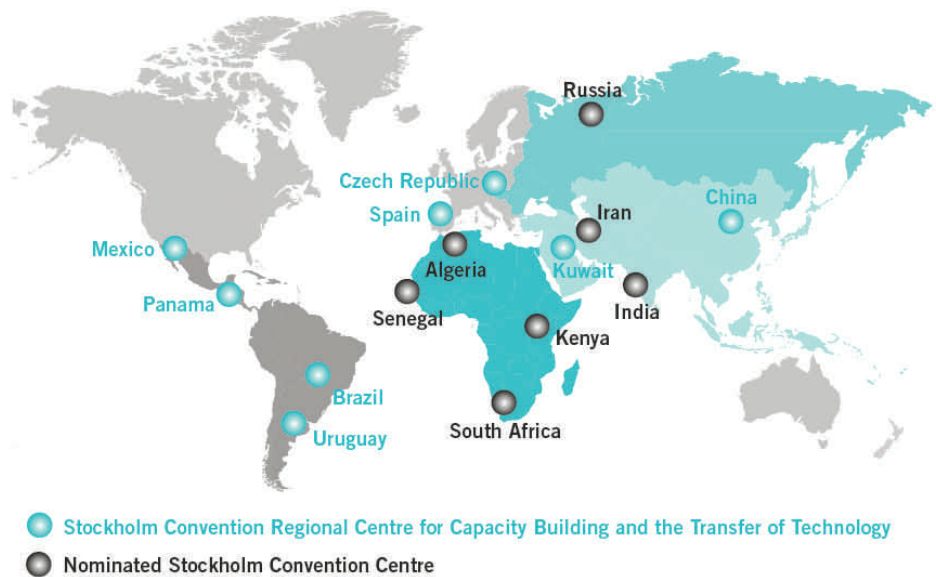 Russia
Czech Republic
Spain
Iran
China
Mexico
Algeria
Kuwait
Panama
Senegal
India
Kenya
Brazil
Uruguay
South Africa
Stockholm Convention Regional Centre for Capacity Building and the Transfer of Technology
Nominated Stockholm Convention Centre